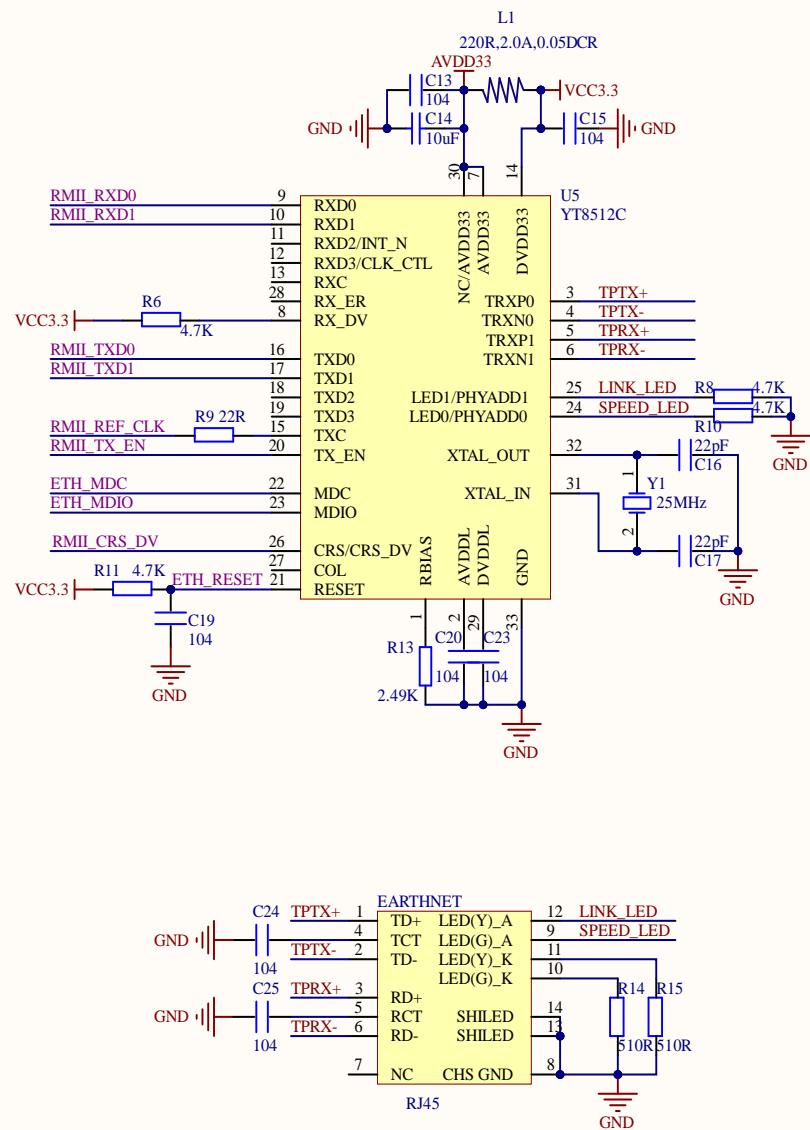 L1
220R,2.0A,0.05DCR
AVDD33
C13
104
VCC3.3
GND
C14
10uF
C15
104
GND
30
7
14
U5
YT8512C
RMII_RXD0 9 RXD0
RMII_RXD1 10 RXD1
11 RXD2/INT_N
12 RXD3/CLK_CTL
13 RXC
28 RX_ER
VCC3.3 R6 4.7K 8 RX_DV
RMII_TXD0 16 TXD0
RMII_TXD1 17 TXD1
18 TXD2
19 TXD3
RMII_REF_CLK R9 22R 15 TXC
RMII_TX_EN 20 TX_EN
ETH_MDC 22 MDC
ETH_MDIO 23 MDIO
RMII_CRS_DV 26 CRS/CRS_DV
27 COL
VCC3.3 R11 4.7K ETH_RESET 21 RESET
C19
104
GND
NC/AVDD33
AVDD33
DVDD33
TRXP0 3 TPTX+
TRXN0 4 TPTX-
TRXP1 5 TPRX+
TRXN1 6 TPRX-
LED1/PHYADD1 25 LINK_LED R8 4.7K
LED0/PHYADD0 24 SPEED_LED R10 4.7K
GND
XTAL_OUT 32
XTAL_IN 31
22pF
C16
1
Y1
25MHz
2
22pF
C17
GND
RBIAS
AVDDL
DVDDL
GND
1
2
29
33
R13
2.49K
C20
104
C23
104
GND
EARTHNET
C24
104
GND
TPTX+ 1 TD+
4 TCT
TPTX- 2 TD-
C25
104
GND
TPRX+ 3 RD+
5 RCT
TPRX- 6 RD-
7 NC
LED(Y)_A 12 LINK_LED
LED(G)_A 9 SPEED_LED
LED(Y)_K 11
LED(G)_K 10
SHILED 14
SHILED 13
CHS GND 8
R14
510R
R15
510R
GND
RJ45